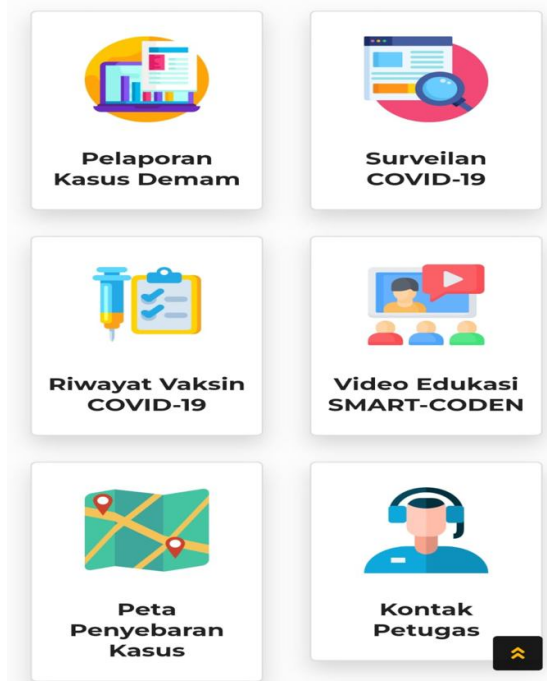 Pelaporan
Kasus Demam
Surveilan
COVID-19
Riwayat Vaksin
COVID-19
Video Edukasi
SMART-CODEN
Peta
Penyebaran
Kasus
Kontak
Petugas